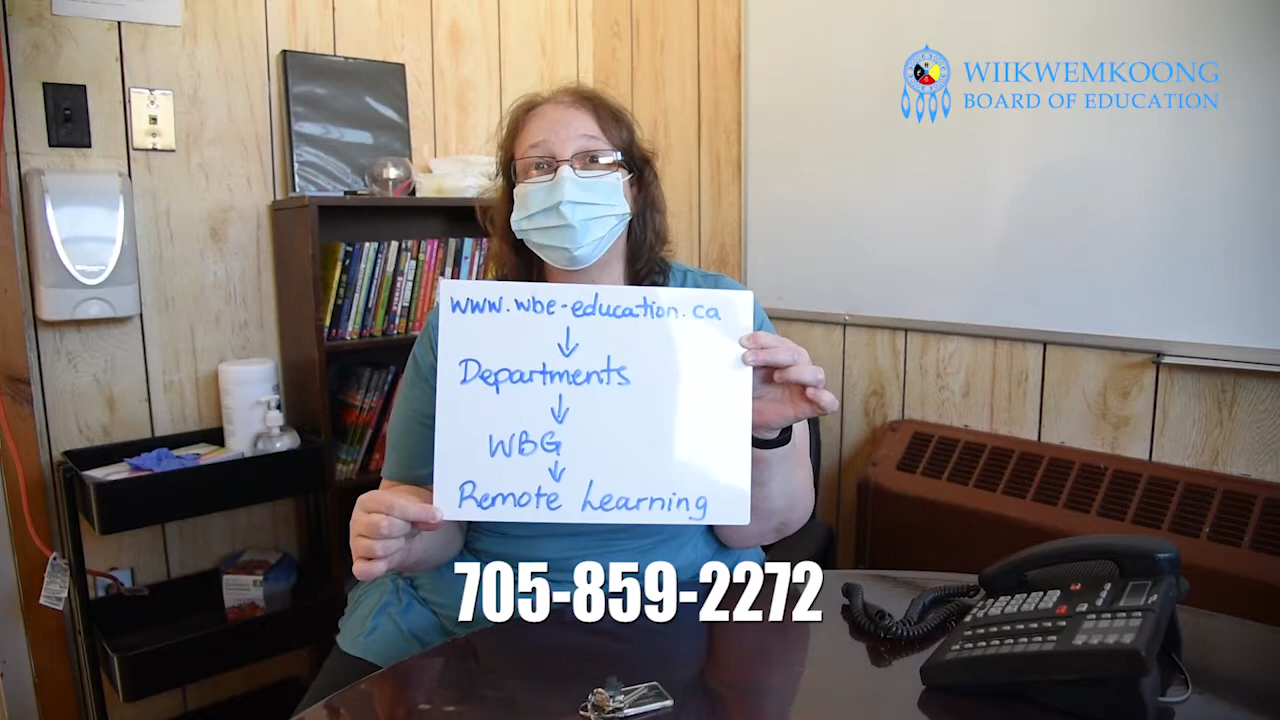 WIIKWEMKOONG
BOARD OF EDUCATION
www.wbe-education.ca
↓
Departments
↓
WBG
↓
Remote Learning
705-859-2272